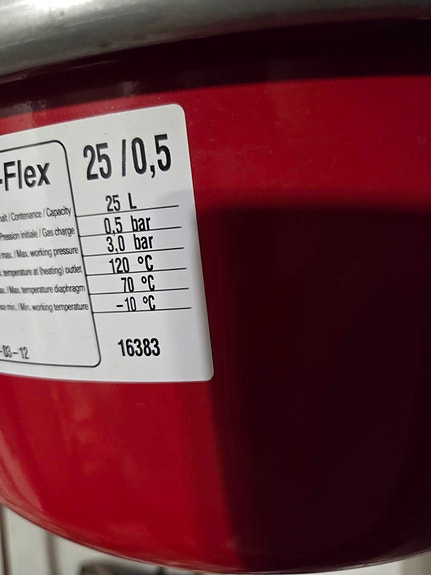 -Flex 25 / 0,5
/ Contenance / Capacity 25 L
Pression initiale / Gas charge 0,5 bar
max. / Max. working pressure 3,0 bar
temperature at (heating) outlet 120 °C
/ Max. temperature diaphragm 70 °C
min. / Min. working temperature –10 °C
-03-12 16383